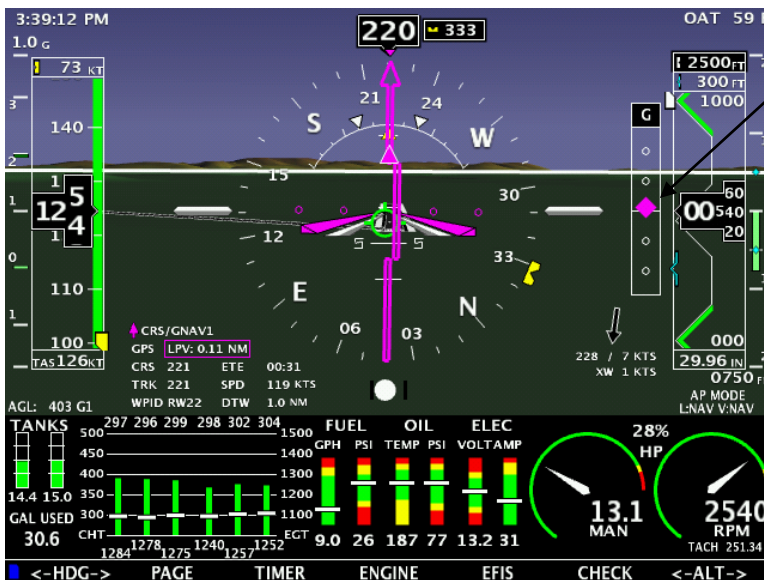 3:39:12 PM
OAT 59 F
220
333
1.0 G
73 KT
2500 FT
300 FT
1000
G
21
24
S
W
3
140
2
15
30
12 5 4
00 60 540 20
12
5
5
1
0
33
E
N
110
06
03
1
100
000
TAS 126 KT
29.96 IN
CRS/GNAV1
GPS LPV: 0.11 NM
CRS 221 ETE 00:31
TRK 221 SPD 119 KTS
WPID RW22 DTW 1.0 NM
228 / 7 KTS
XW 1 KTS
0750 F
AP MODE
L:NAV V:NAV
AGL: 403 G1
TANKS
14.4 15.0
GAL USED
30.6
297 296 299 298 302 304
500 1500
450 1400
400 1300
350 1200
300 1100
CHT EGT
1284 1278 1275 1240 1257 1252
FUEL OIL ELEC
GPH PSI TEMP PSI VOLT AMP
9.0 26 187 77 13.2 31
28%
HP
13.1
MAN
2540
RPM
TACH 251.34
<-HDG-> PAGE TIMER ENGINE EFIS CHECK <-ALT->